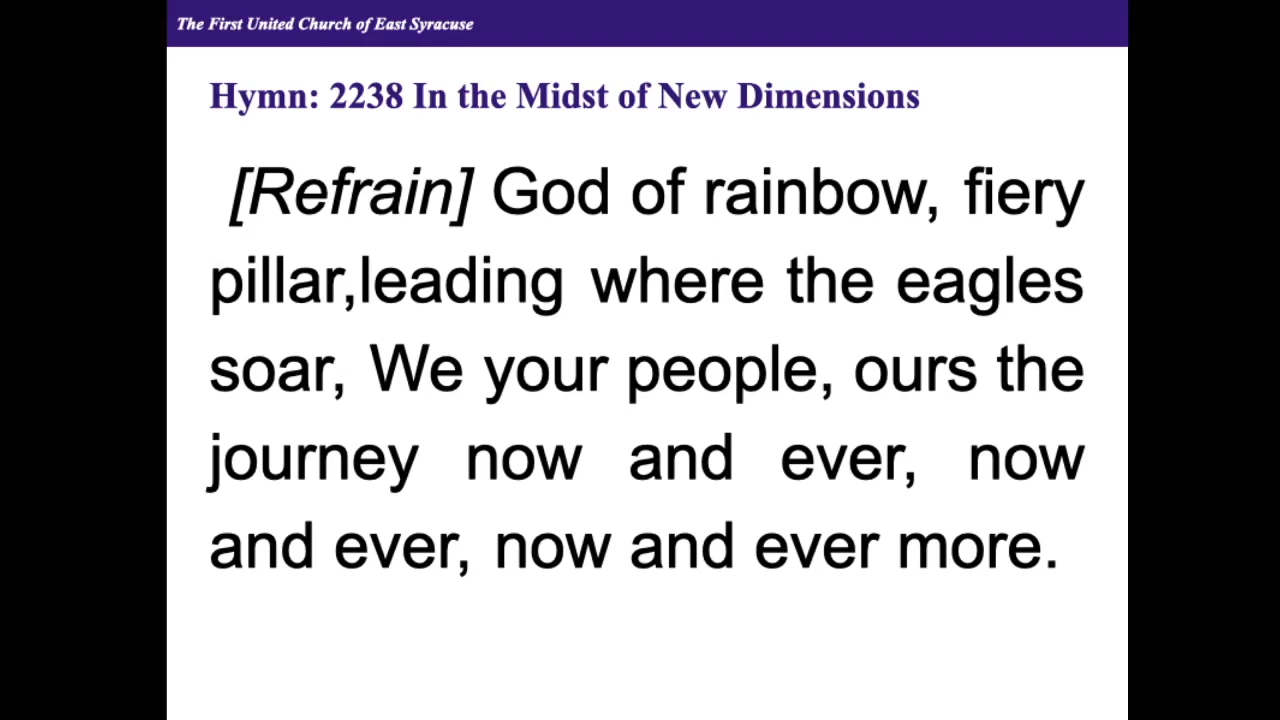 The First United Church of East Syracuse
Hymn: 2238 In the Midst of New Dimensions
[Refrain] God of rainbow, fiery
pillar,leading where the eagles
soar, We your people, ours the
journey now and ever, now
and ever, now and ever more.